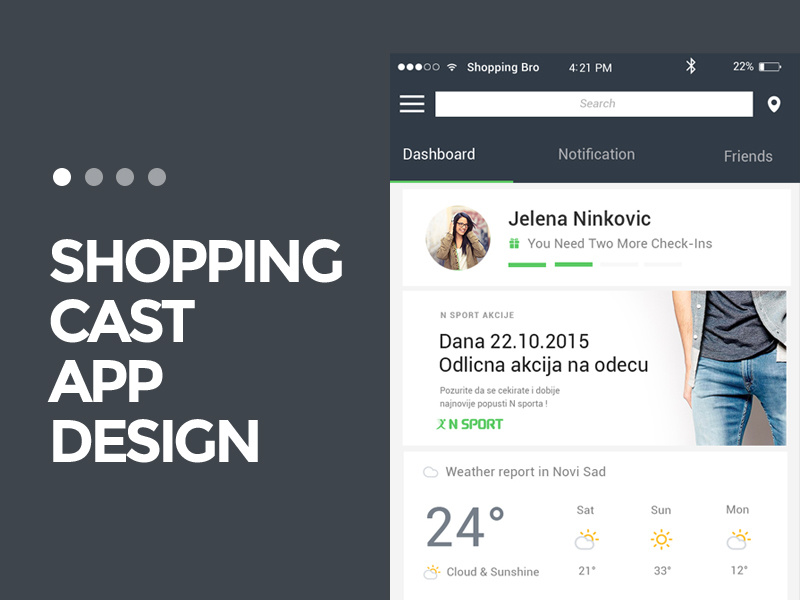 SHOPPING
CAST
APP
DESIGN
Shopping Bro 4:21 PM 22%
Search
Dashboard Notification Friends
Jelena Ninkovic
You Need Two More Check-Ins
N SPORT AKCIJE
Dana 22.10.2015
Odlicna akcija na odecu
Pozurite da se cekirate i dobije
najnovije popusti N sporta !
N SPORT
Weather report in Novi Sad
24°
Cloud & Sunshine
Sat Sun Mon
21° 33° 12°